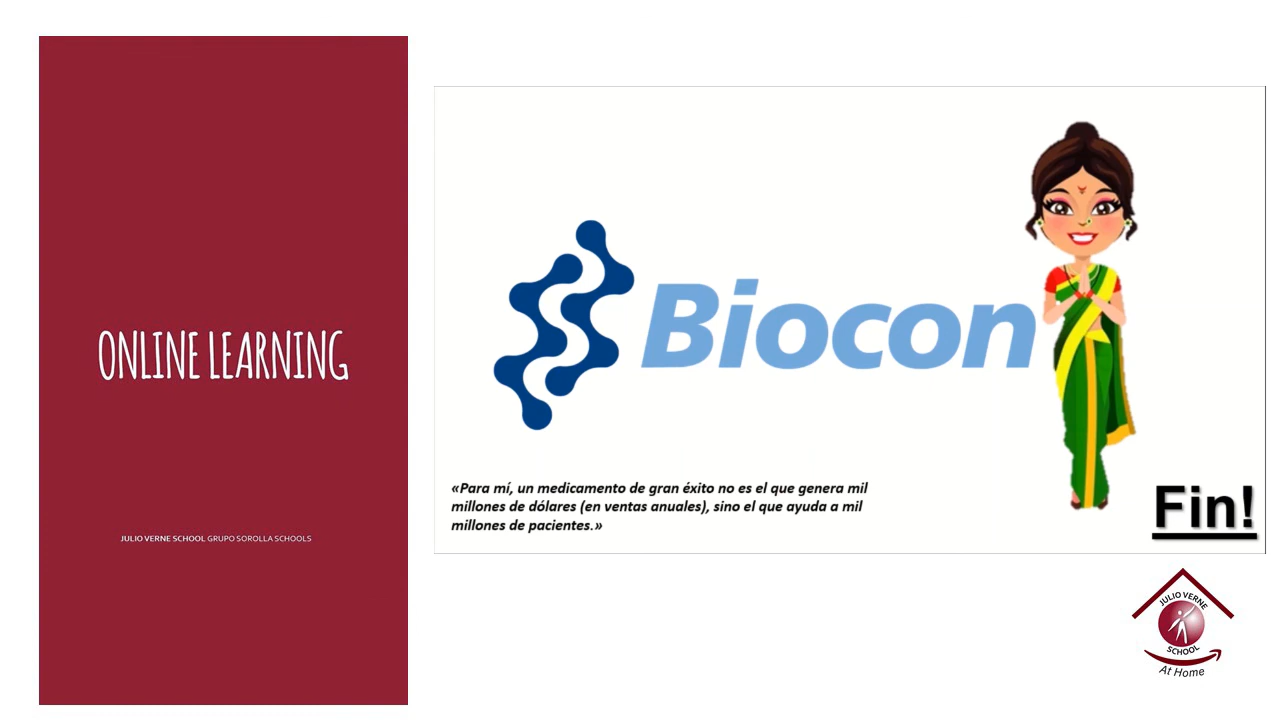 ONLINE LEARNING
JULIO VERNE SCHOOL GRUPO SOROLLA SCHOOLS
Biocon
«Para mí, un medicamento de gran éxito no es el que genera mil
millones de dólares (en ventas anuales), sino el que ayuda a mil
millones de pacientes.»
Fin!
JULIO VERNE
SCHOOL
At Home